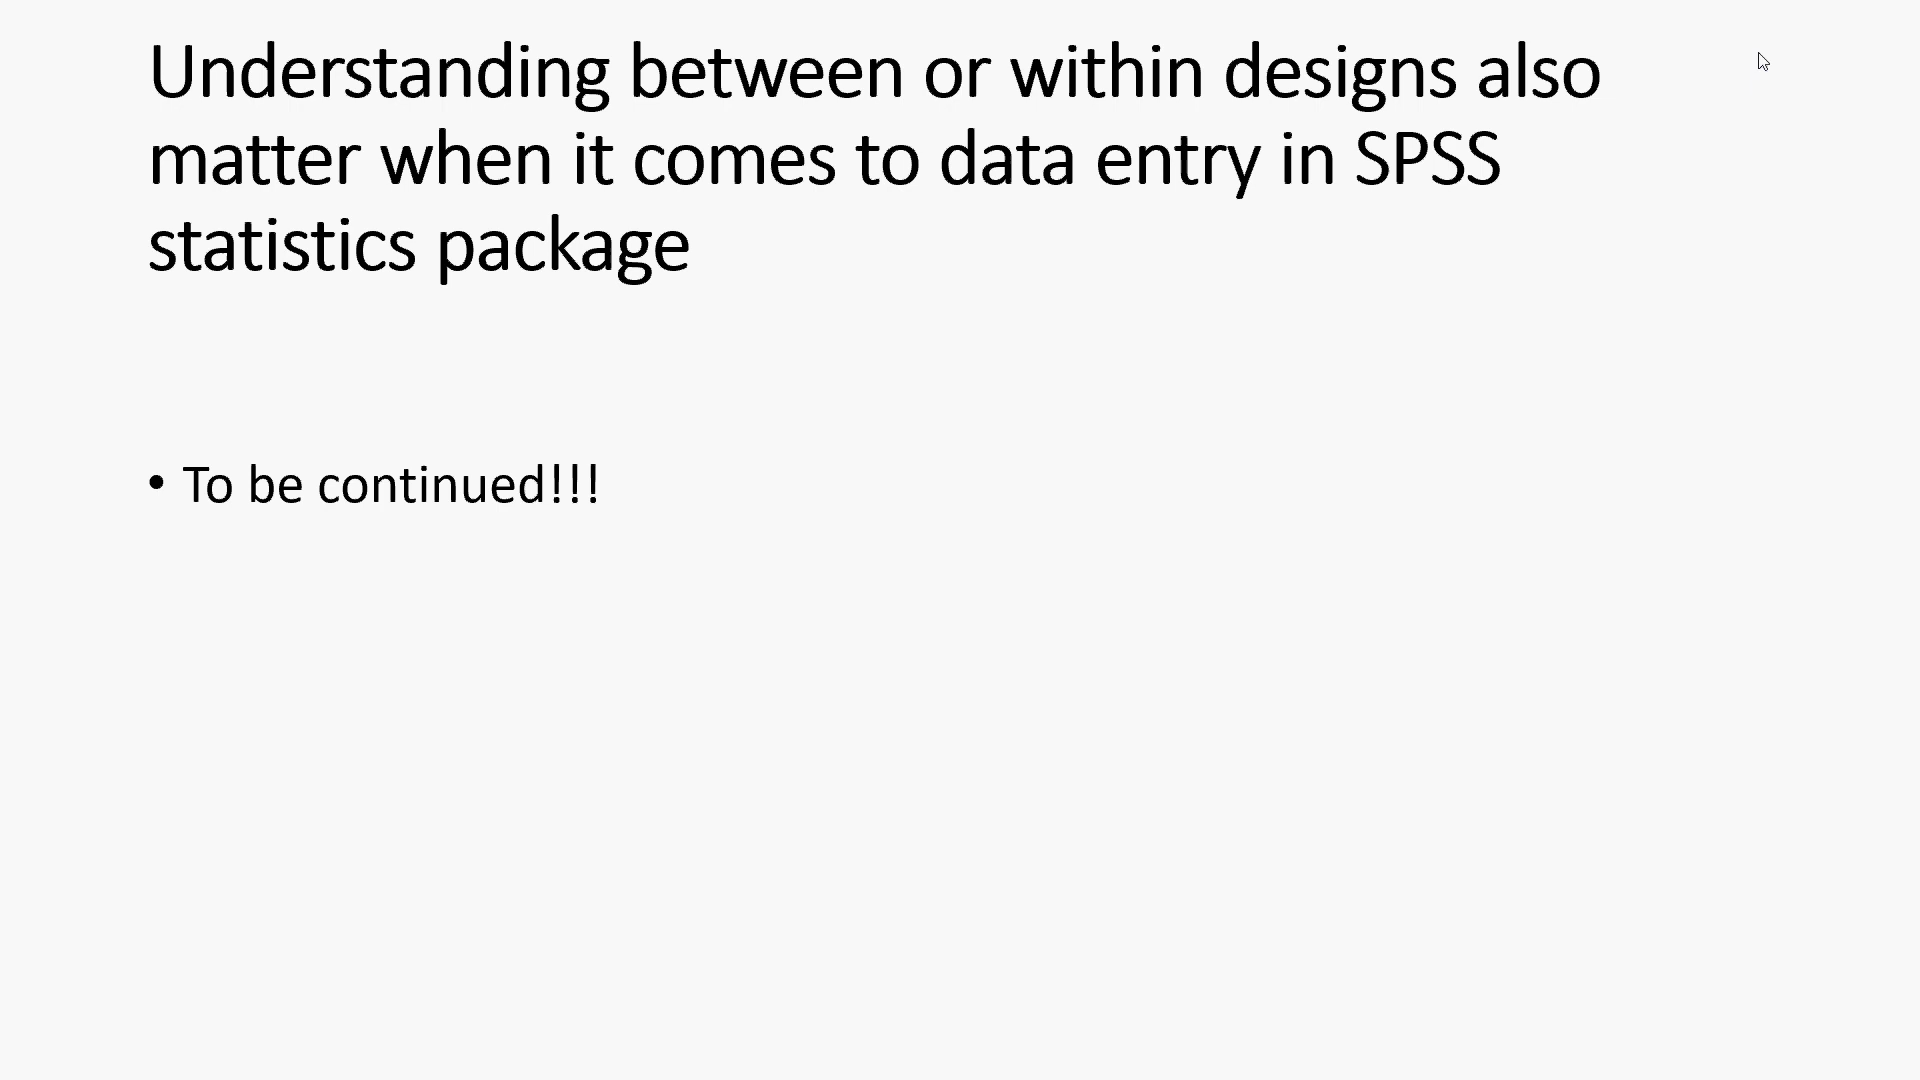 Understanding between or within designs also
matter when it comes to data entry in SPSS
statistics package
• To be continued!!!